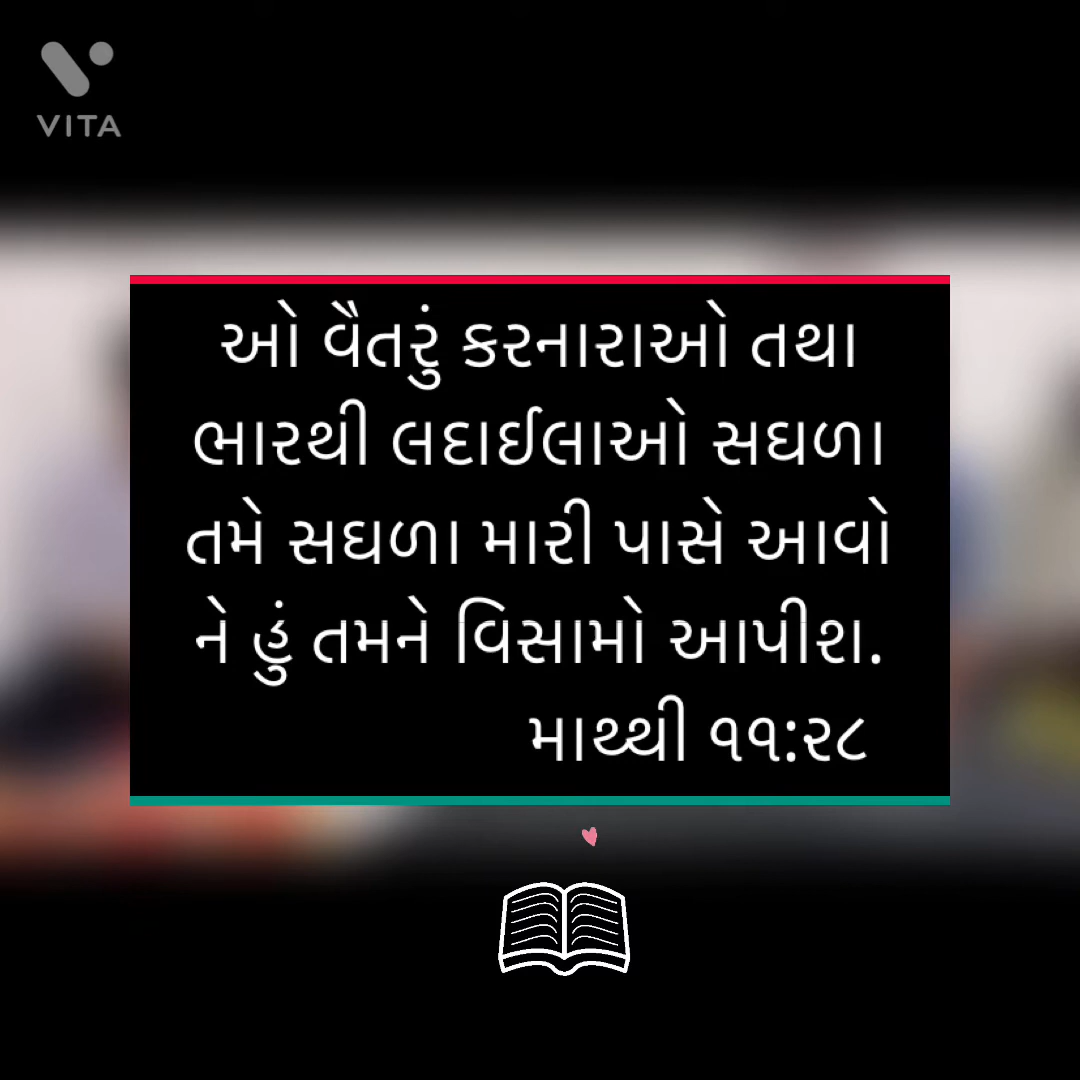 VITA
ઓ વૈતરું કરનારાઓ તથા
ભારથી લદાઈલાઓ સઘળા
તમે સઘળા મારી પાસે આવો
ને હું તમને વિસામો આપીશ.
માથ્થી ૧૧:૨૮